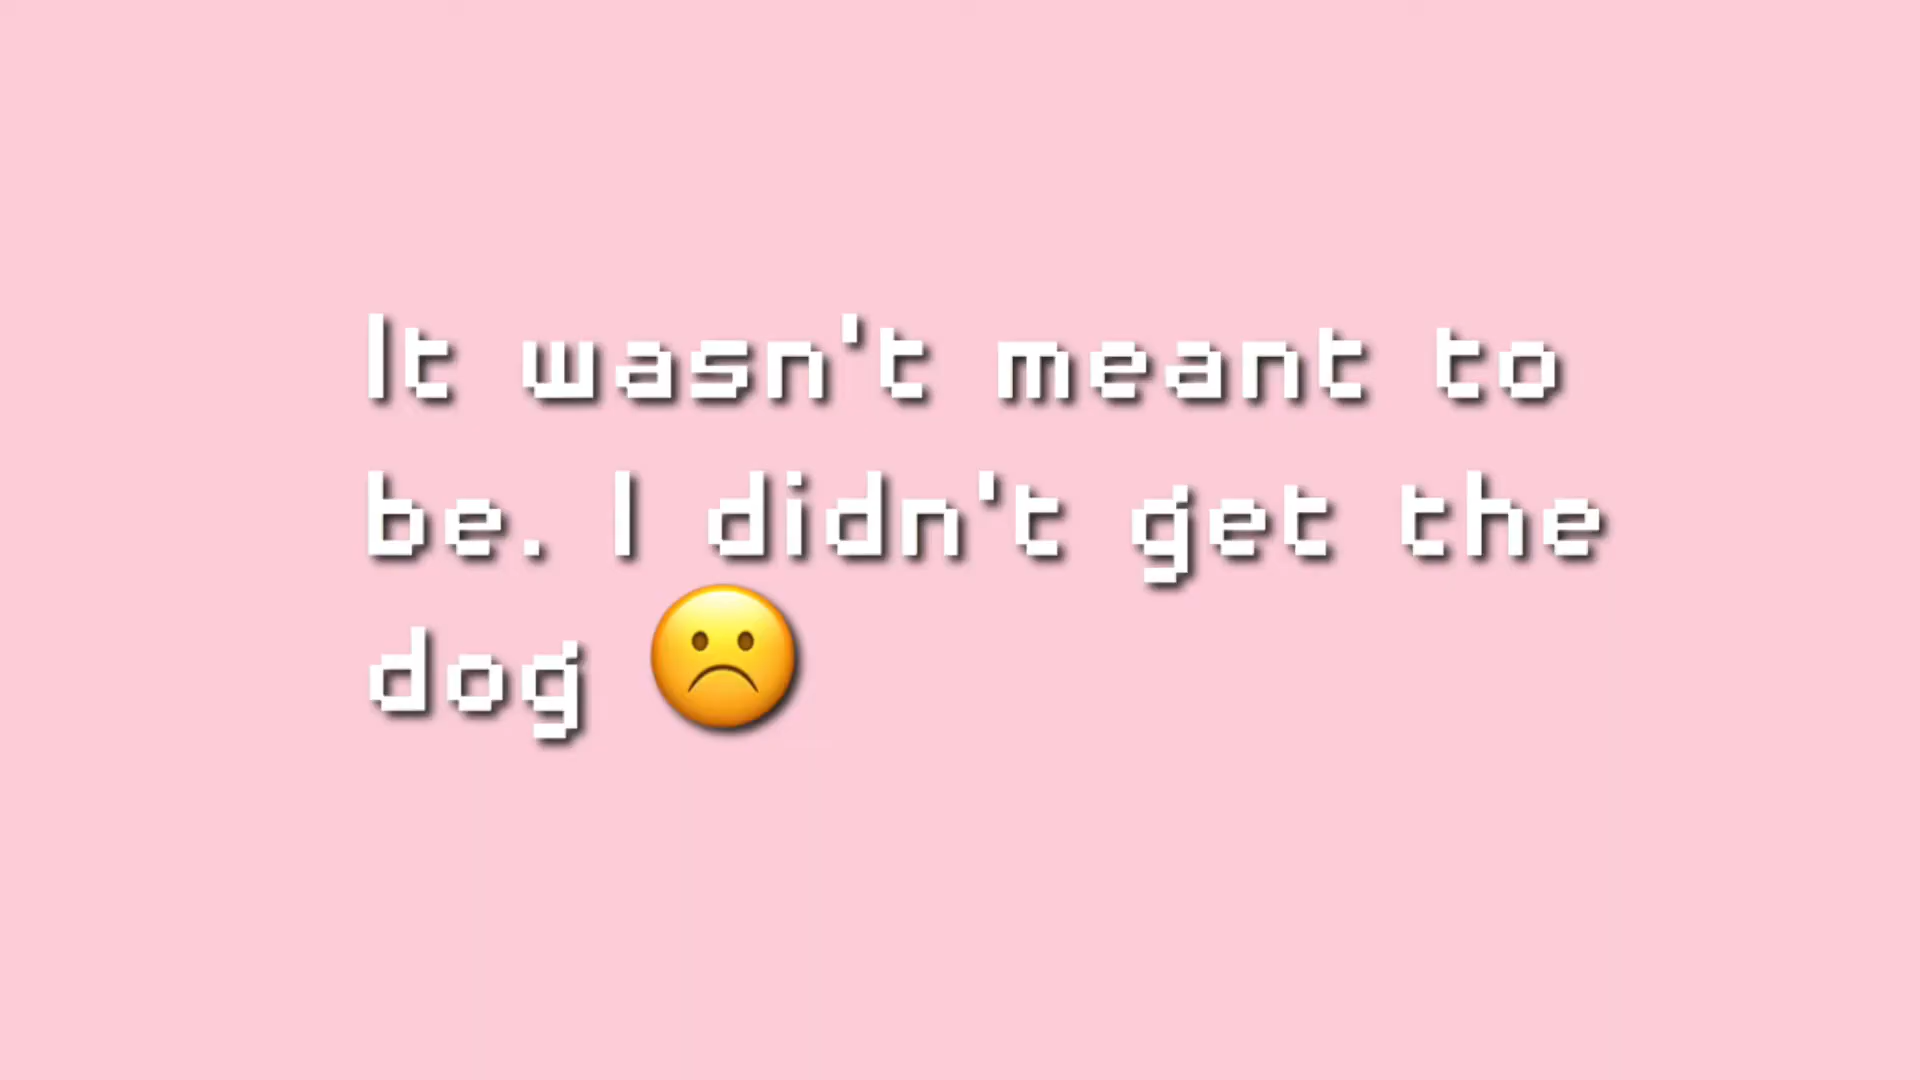 It wasn't meant to
be. I didn't get the
dog ☹️